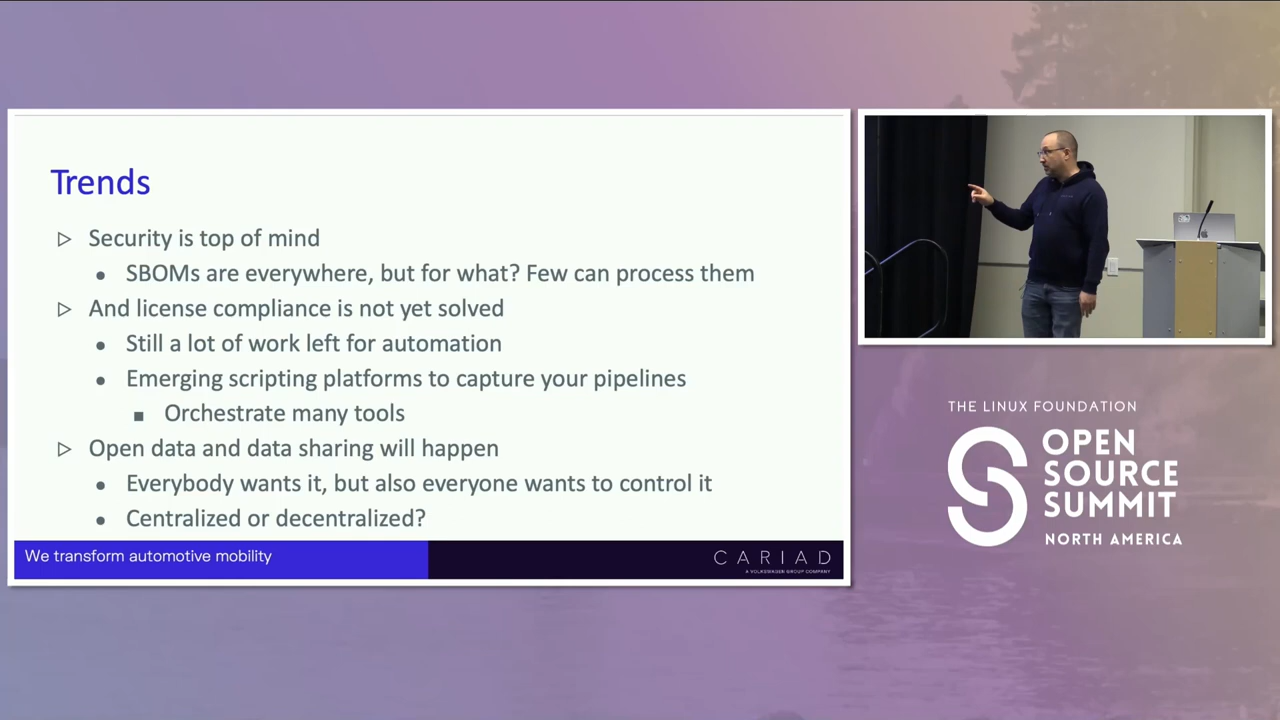 Trends
▷ Security is top of mind
● SBOMs are everywhere, but for what? Few can process them
▷ And license compliance is not yet solved
● Still a lot of work left for automation
● Emerging scripting platforms to capture your pipelines
■ Orchestrate many tools
▷ Open data and data sharing will happen
● Everybody wants it, but also everyone wants to control it
● Centralized or decentralized?
We transform automotive mobility
CARIAD
A VOLKSWAGEN GROUP COMPANY
THE LINUX FOUNDATION
OPEN
SOURCE
SUMMIT
NORTH AMERICA